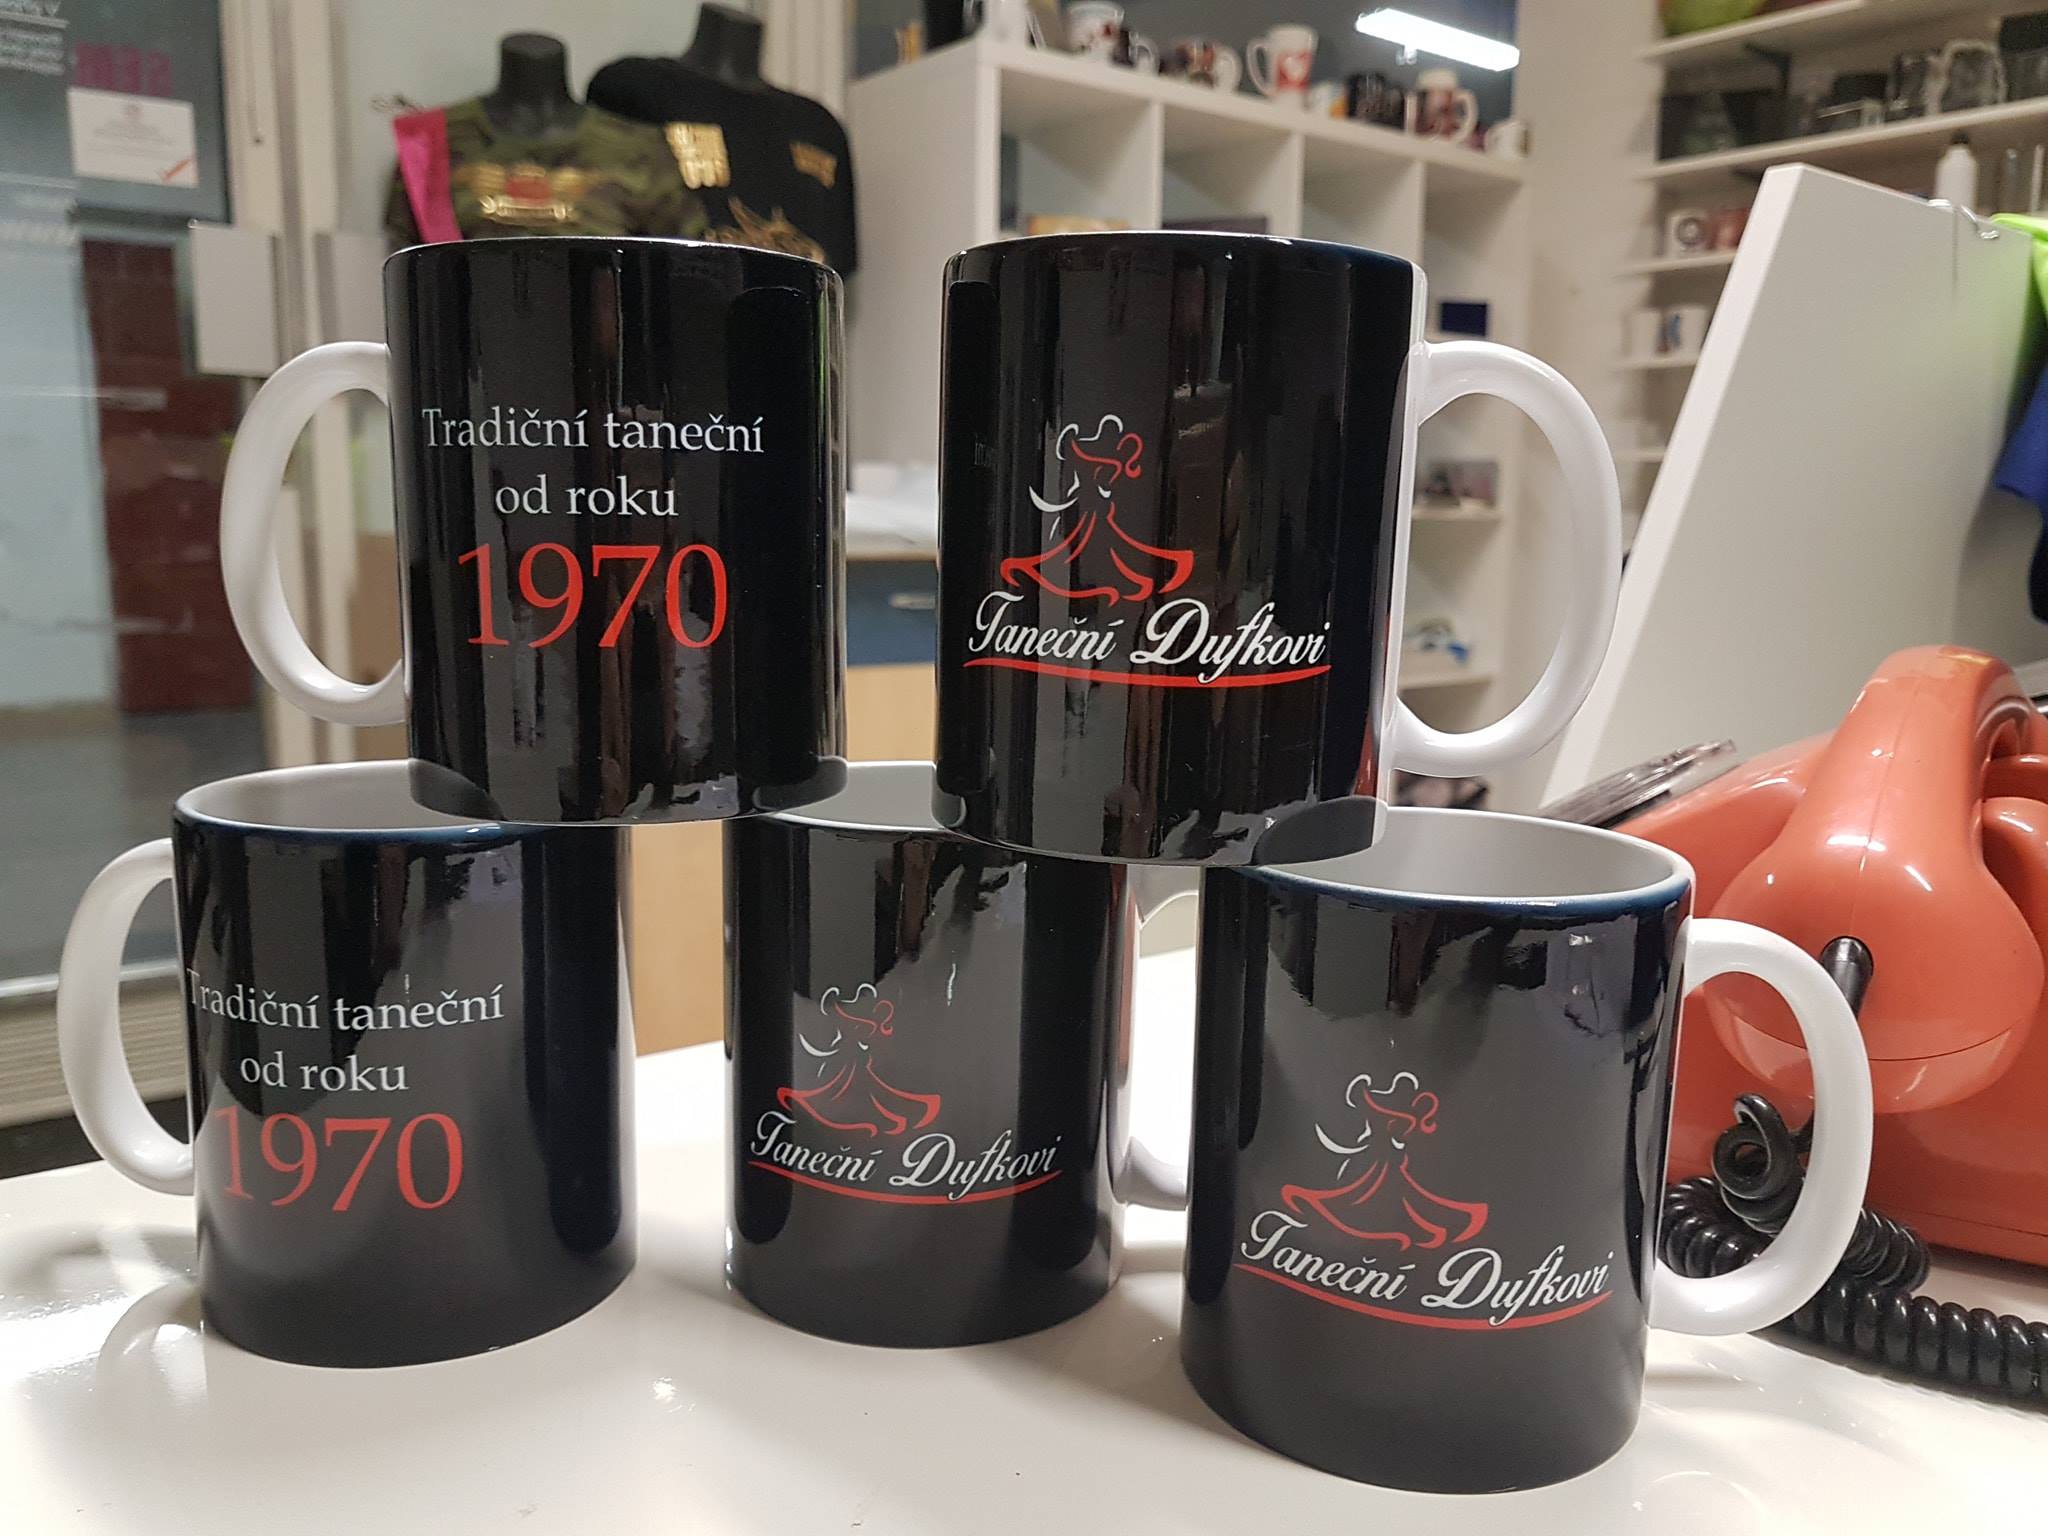 Tradiční taneční
od roku
1970
Taneční Dufkovi
Tradiční taneční
od roku
1970
Taneční Dufkovi
Taneční Dufkovi